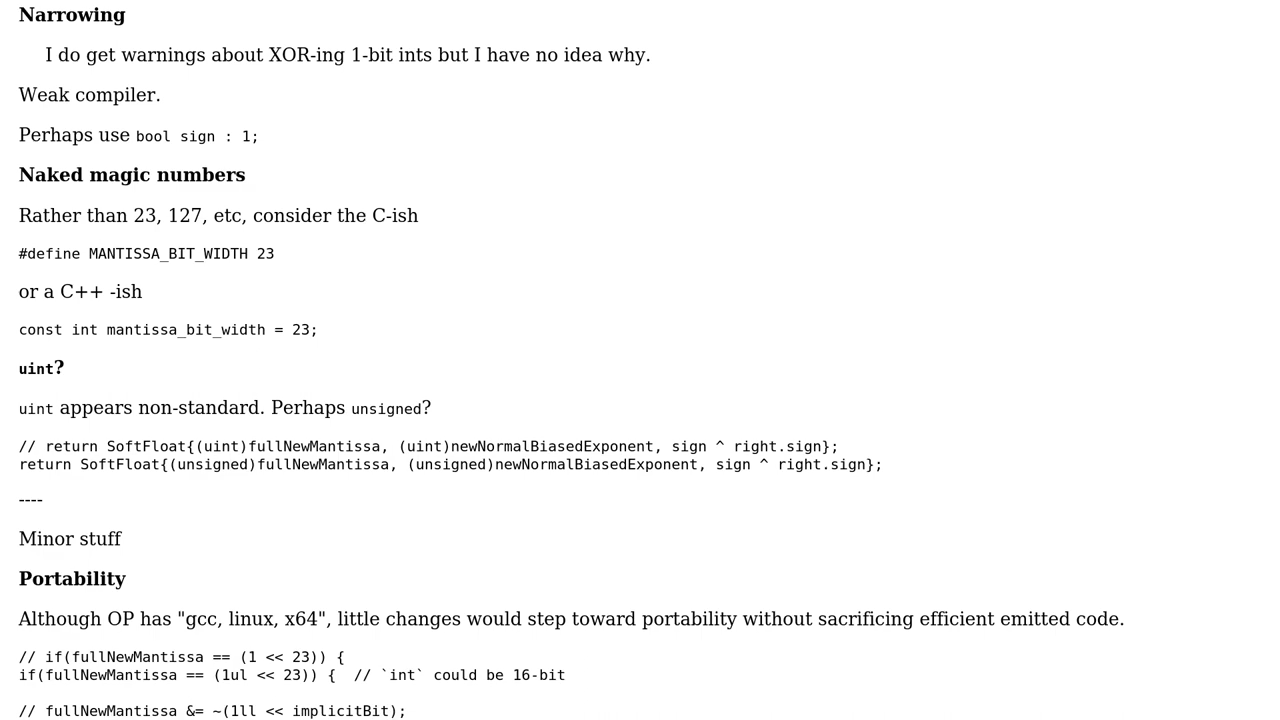 Narrowing
I do get warnings about XOR-ing 1-bit ints but I have no idea why.
Weak compiler.
Perhaps use bool sign : 1;
Naked magic numbers
Rather than 23, 127, etc, consider the C-ish
#define MANTISSA_BIT_WIDTH 23
or a C++ -ish
const int mantissa_bit_width = 23;
uint?
uint appears non-standard. Perhaps unsigned?
// return SoftFloat{(uint)fullNewMantissa, (uint)newNormalBiasedExponent, sign ^ right.sign};
return SoftFloat{(unsigned)fullNewMantissa, (unsigned)newNormalBiasedExponent, sign ^ right.sign};
----
Minor stuff
Portability
Although OP has "gcc, linux, x64", little changes would step toward portability without sacrificing efficient emitted code.
// if(fullNewMantissa == (1 << 23)) {
if(fullNewMantissa == (1ul << 23)) {  // `int` could be 16-bit
// fullNewMantissa &= ~(1ll << implicitBit);